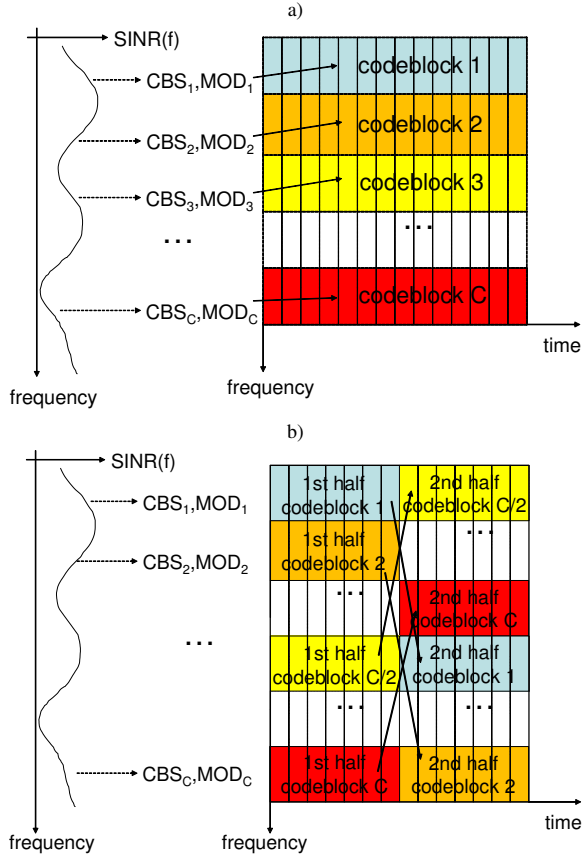 a)
SINR(f)
CBS1,MOD1
codeblock 1
CBS2,MOD2
codeblock 2
CBS3,MOD3
codeblock 3
...
...
CBSC,MODC
codeblock C
time
frequency
frequency
b)
SINR(f)
CBS1,MOD1
1st half
codeblock 1
2nd half
codeblock C/2
CBS2,MOD2
1st half
codeblock 2
...
...
2nd half
codeblock C
...
1st half
codeblock C/2
2nd half
codeblock 1
...
...
CBSC,MODC
1st half
codeblock C
2nd half
codeblock 2
time
frequency
frequency